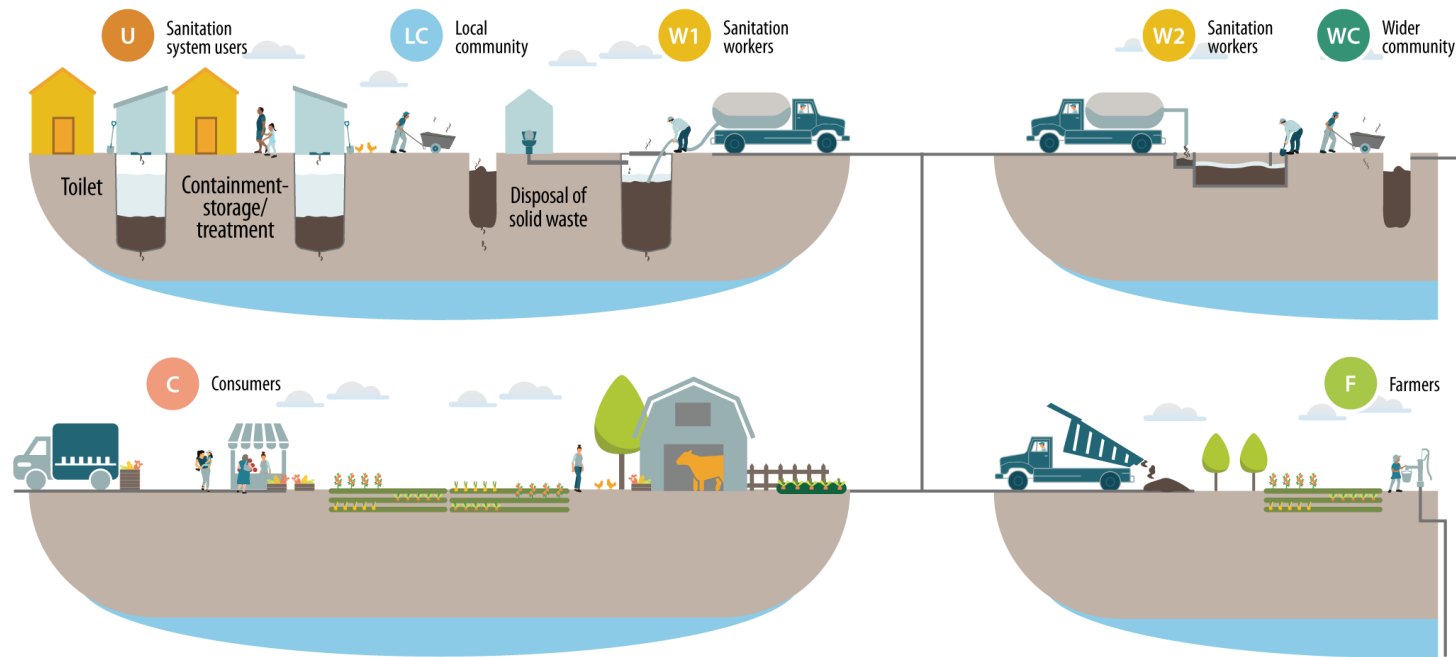 U
Sanitation
system users
LC
Local
community
W1
Sanitation
workers
W2
Sanitation
workers
WC
Wider
community
Toilet
Containment-
storage/
treatment
Disposal of
solid waste
C
Consumers
F
Farmers